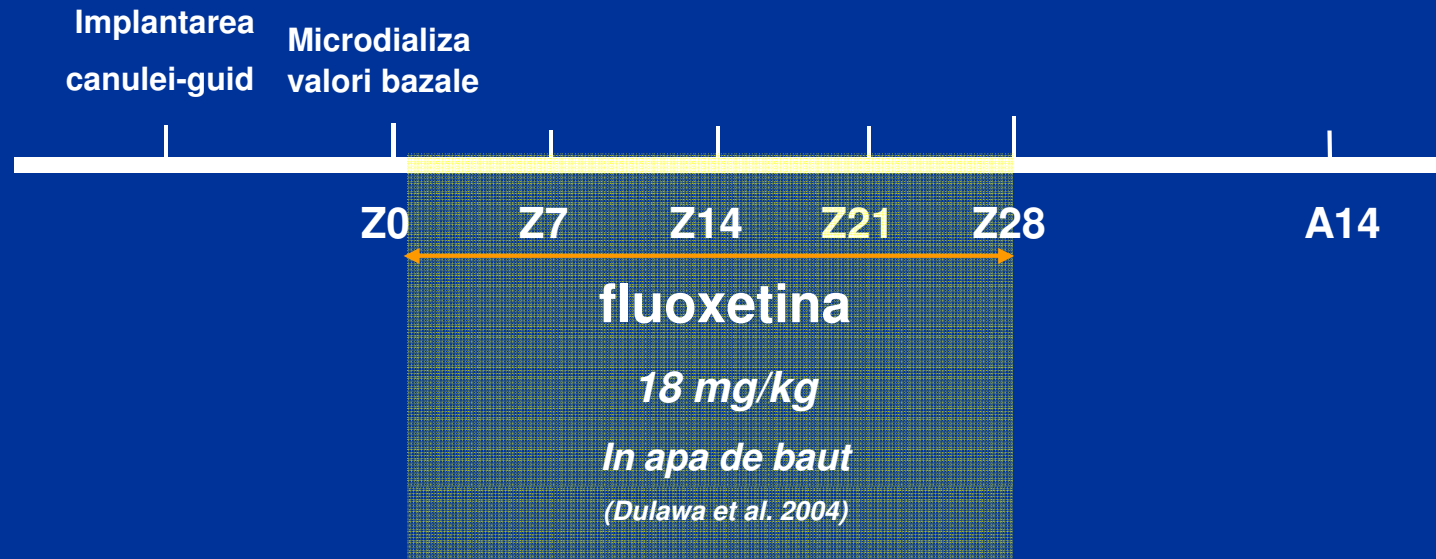 Implantarea
canulei-guid
Microdializa
valori bazale
Z0 Z7 Z14 Z21 Z28 A14
fluoxetina
18 mg/kg
In apa de baut
(Dulawa et al. 2004)